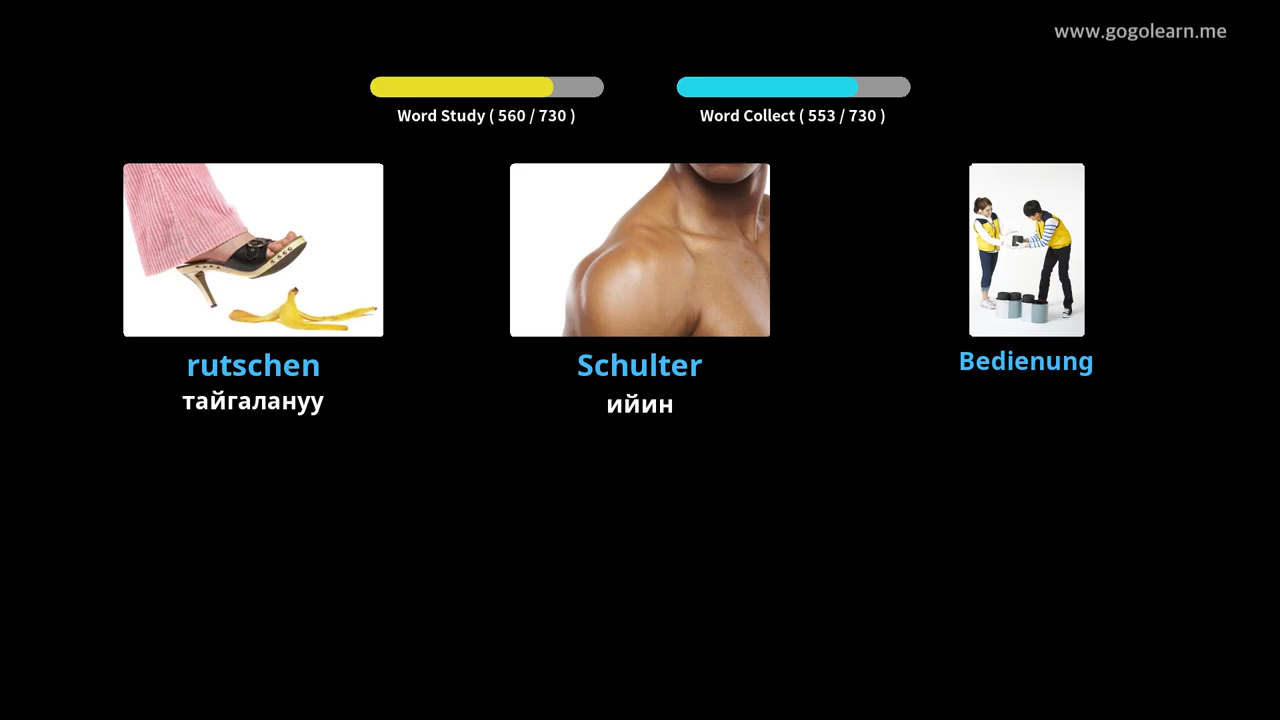 www.gogolearn.me
Word Study ( 560 / 730 )
Word Collect ( 553 / 730 )
rutschen
тайгалануу
Schulter
ийин
Bedienung